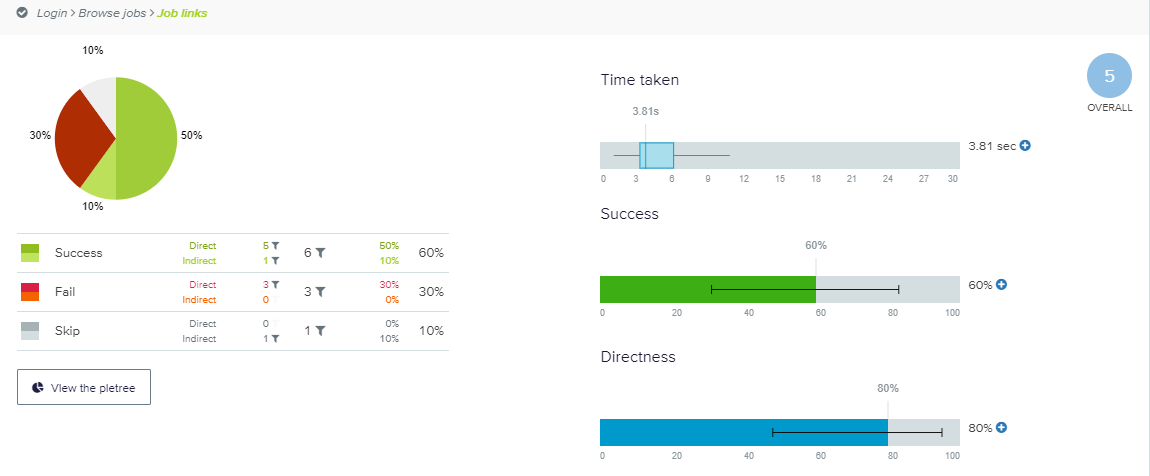 Login > Browse jobs > Job links
10%
30%
50%
10%
Success
Direct 5 6 50% 60%
Indirect 1 10%
Fail
Direct 3 3 30% 30%
Indirect 0 0%
Skip
Direct 0 1 0% 10%
Indirect 1 10%
View the pietree
5
OVERALL
Time taken
3.81s
3.81 sec
0 3 6 9 12 15 18 21 24 27 30
Success
60%
60%
0 20 40 60 80 100
Directness
80%
80%
0 20 40 60 80 100